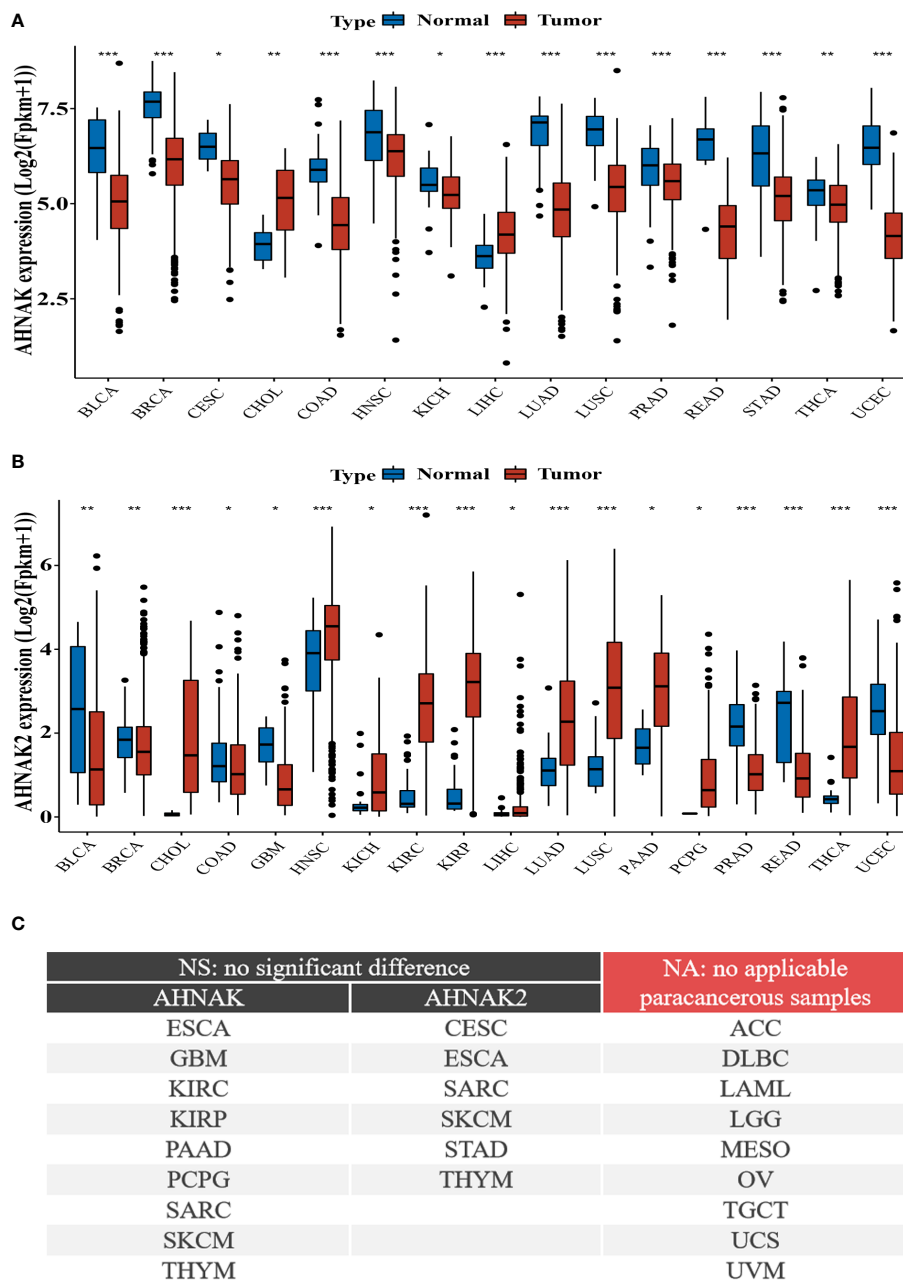 A
Type Normal Tumor
AHNAK expression (Log2(Fpkm+1))
*** *** * ** *** *** * *** *** *** *** *** *** ** ***
7.5
5.0
2.5
BLCA BRCA CESC CHOL COAD HNSC KICH LIHC LUAD LUSC PRAD READ STAD THCA UCEC
B
Type Normal Tumor
AHNAK2 expression (Log2(Fpkm+1))
** ** *** * * *** * *** *** * *** *** * * *** *** *** ***
6
4
2
0
BLCA BRCA CHOL COAD GBM HNSC KICH KIRC KIRP LIHC LUAD LUSC PAAD PCPG PRAD READ THCA UCEC
C
NS: no significant difference NA: no applicable
AHNAK AHNAK2 paracancerous samples
ESCA CESC ACC
GBM ESCA DLBC
KIRC SARC LAML
KIRP SKCM LGG
PAAD STAD MESO
PCPG THYM OV
SARC TGCT
SKCM UCS
THYM UVM